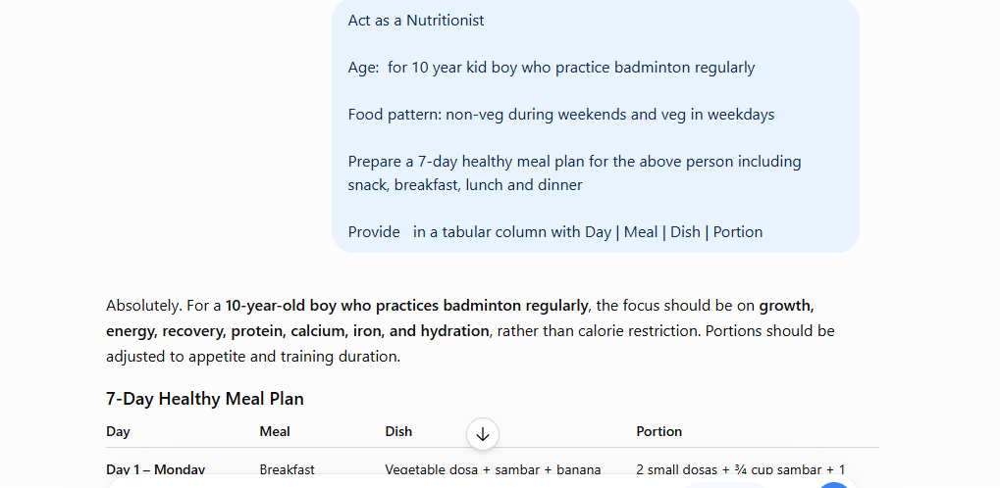 Act as a Nutritionist
Age:  for 10 year kid boy who practice badminton regularly
Food pattern: non-veg during weekends and veg in weekdays
Prepare a 7-day healthy meal plan for the above person including
snack, breakfast, lunch and dinner
Provide   in a tabular column with Day | Meal | Dish | Portion
Absolutely. For a 10-year-old boy who practices badminton regularly, the focus should be on growth,
energy, recovery, protein, calcium, iron, and hydration, rather than calorie restriction. Portions should be
adjusted to appetite and training duration.
7-Day Healthy Meal Plan
Day Meal Dish Portion
Day 1 – Monday Breakfast Vegetable dosa + sambar + banana 2 small dosas + ¾ cup sambar + 1